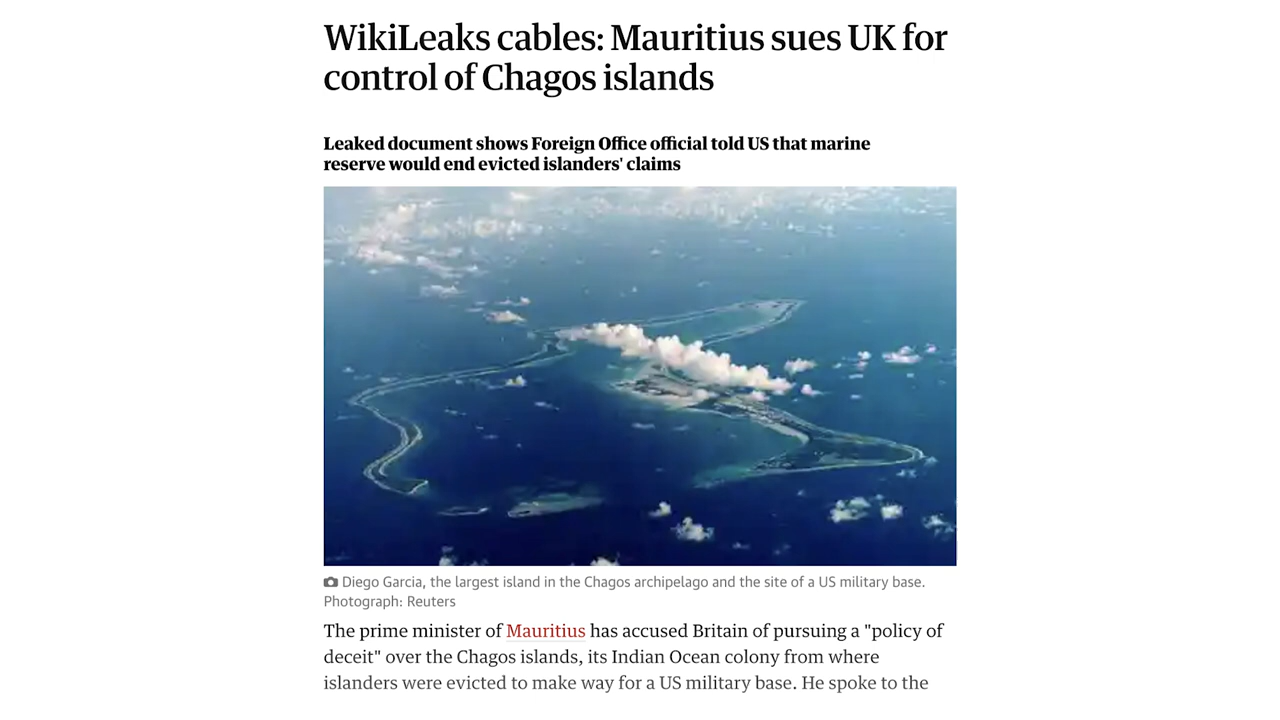 WikiLeaks cables: Mauritius sues UK for
control of Chagos islands
Leaked document shows Foreign Office official told US that marine
reserve would end evicted islanders' claims
Diego Garcia, the largest island in the Chagos archipelago and the site of a US military base.
Photograph: Reuters
The prime minister of Mauritius has accused Britain of pursuing a "policy of
deceit" over the Chagos islands, its Indian Ocean colony from where
islanders were evicted to make way for a US military base. He spoke to the